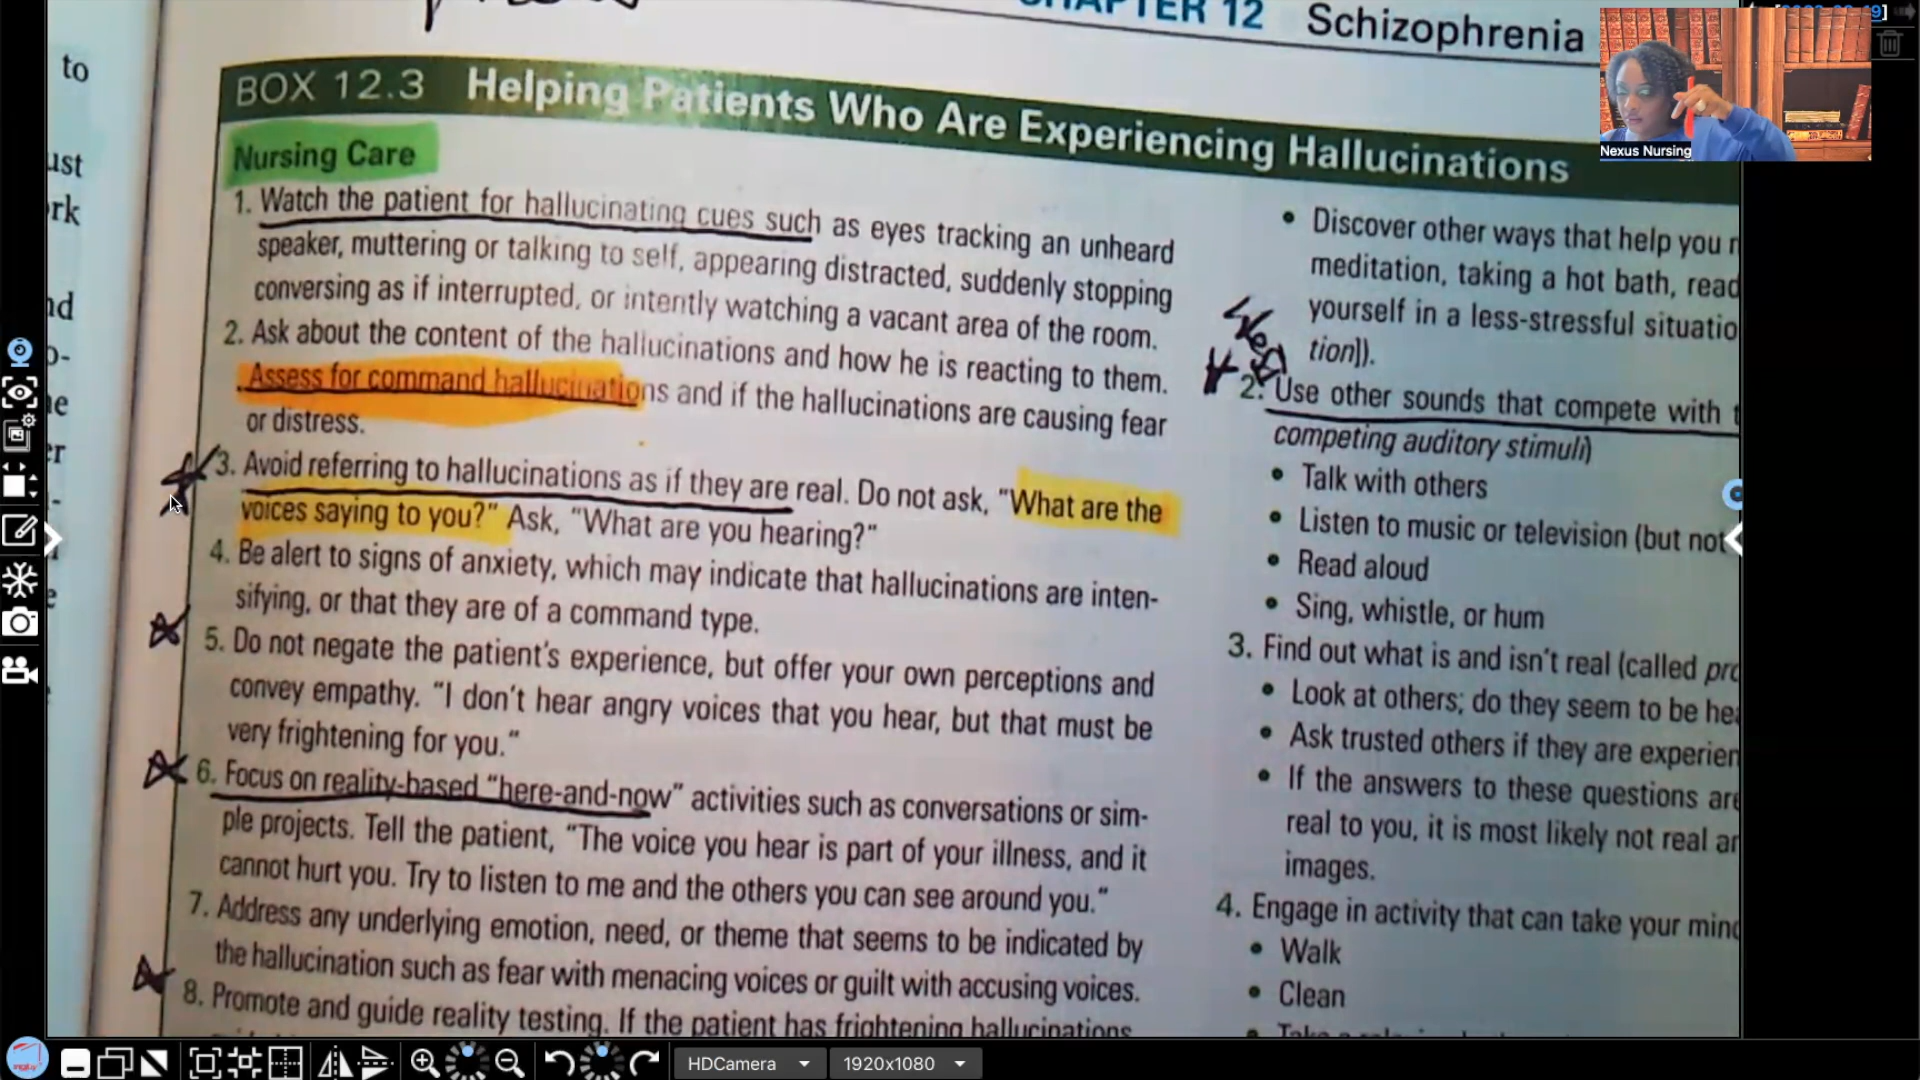 CHAPTER 12 Schizophrenia
to
ust
rk
nd
o-
he
er
BOX 12.3 Helping Patients Who Are Experiencing Hallucinations
Nursing Care
1. Watch the patient for hallucinating cues such as eyes tracking an unheard
speaker, muttering or talking to self, appearing distracted, suddenly stopping
conversing as if interrupted, or intently watching a vacant area of the room.
2. Ask about the content of the hallucinations and how he is reacting to them.
Assess for command hallucinations and if the hallucinations are causing fear
or distress.
3. Avoid referring to hallucinations as if they are real. Do not ask, "What are the
voices saying to you?" Ask, "What are you hearing?"
4. Be alert to signs of anxiety, which may indicate that hallucinations are inten-
sifying, or that they are of a command type.
5. Do not negate the patient's experience, but offer your own perceptions and
convey empathy. "I don't hear angry voices that you hear, but that must be
very frightening for you."
6. Focus on reality-based "here-and-now" activities such as conversations or sim-
ple projects. Tell the patient, "The voice you hear is part of your illness, and it
cannot hurt you. Try to listen to me and the others you can see around you."
7. Address any underlying emotion, need, or theme that seems to be indicated by
the hallucination such as fear with menacing voices or guilt with accusing voices.
8. Promote and guide reality testing. If the patient has frightening hallucinations,
• Discover other ways that help you r
meditation, taking a hot bath, read
yourself in a less-stressful situatio
tion]).
2. Use other sounds that compete with t
competing auditory stimuli)
• Talk with others
• Listen to music or television (but not
• Read aloud
• Sing, whistle, or hum
3. Find out what is and isn't real (called pro
• Look at others; do they seem to be hea
• Ask trusted others if they are experien
• If the answers to these questions are
real to you, it is most likely not real an
images.
4. Engage in activity that can take your mind
• Walk
• Clean
Nexus Nursing
HDCamera
1920x1080